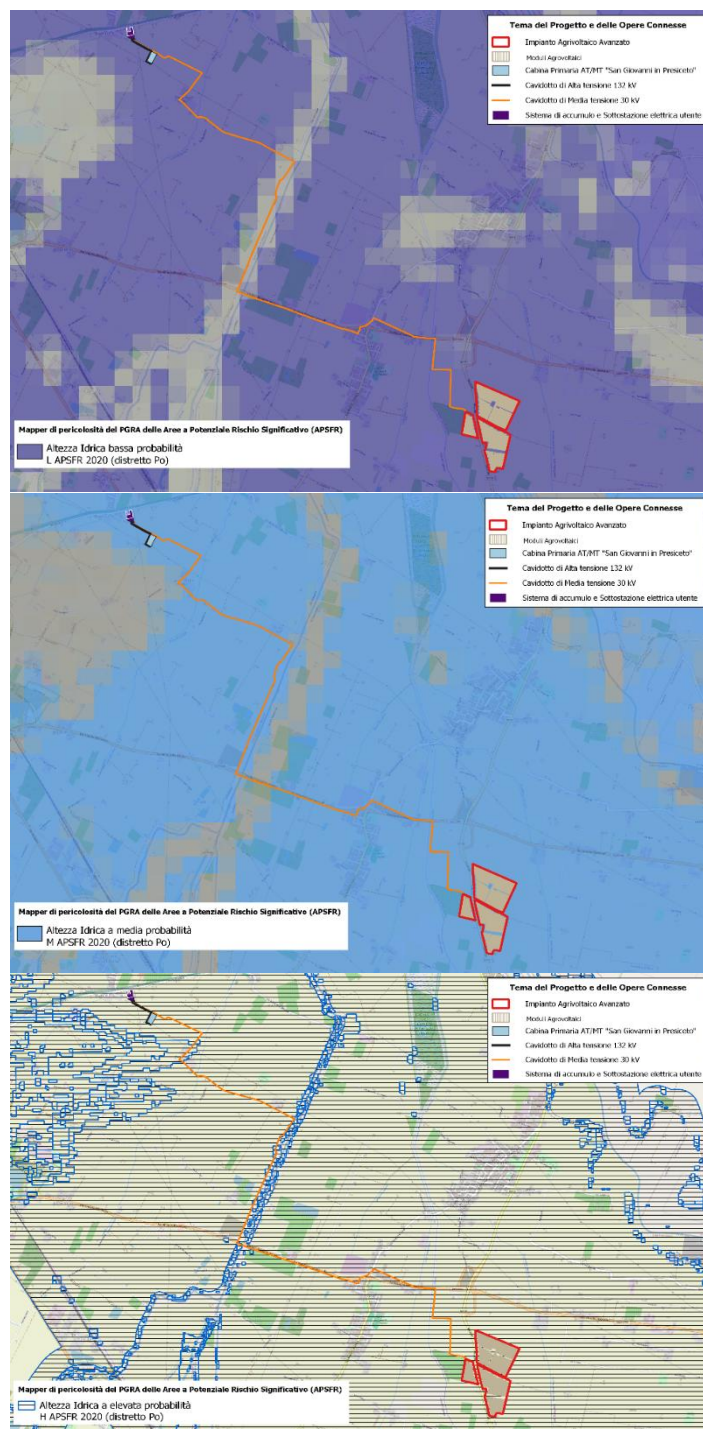 Tema del Progetto e delle Opere Connesse
Impianto Agrivoltaico Avanzato
Moduli Agrovoltaici
Cabina Primaria AT/MT "San Giovanni in Presiceto"
Cavidotto di Alta tensione 132 kV
Cavidotto di Media tensione 30 kV
Sistema di accumulo e Sottostazione elettrica utente
Mapper di pericolosità del PGRA delle Aree a Potenziale Rischio Significativo (APSFR)
Altezza Idrica bassa probabilità
L APSFR 2020 (distretto Po)
Tema del Progetto e delle Opere Connesse
Impianto Agrivoltaico Avanzato
Moduli Agrovoltaici
Cabina Primaria AT/MT "San Giovanni in Presiceto"
Cavidotto di Alta tensione 132 kV
Cavidotto di Media tensione 30 kV
Sistema di accumulo e Sottostazione elettrica utente
Mapper di pericolosità del PGRA delle Aree a Potenziale Rischio Significativo (APSFR)
Altezza Idrica a media probabilità
M APSFR 2020 (distretto Po)
Tema del Progetto e delle Opere Connesse
Impianto Agrivoltaico Avanzato
Moduli Agrovoltaici
Cabina Primaria AT/MT "San Giovanni in Presiceto"
Cavidotto di Alta tensione 132 kV
Cavidotto di Media tensione 30 kV
Sistema di accumulo e Sottostazione elettrica utente
Mapper di pericolosità del PGRA delle Aree a Potenziale Rischio Significativo (APSFR)
Altezza Idrica a elevata probabilità
H APSFR 2020 (distretto Po)